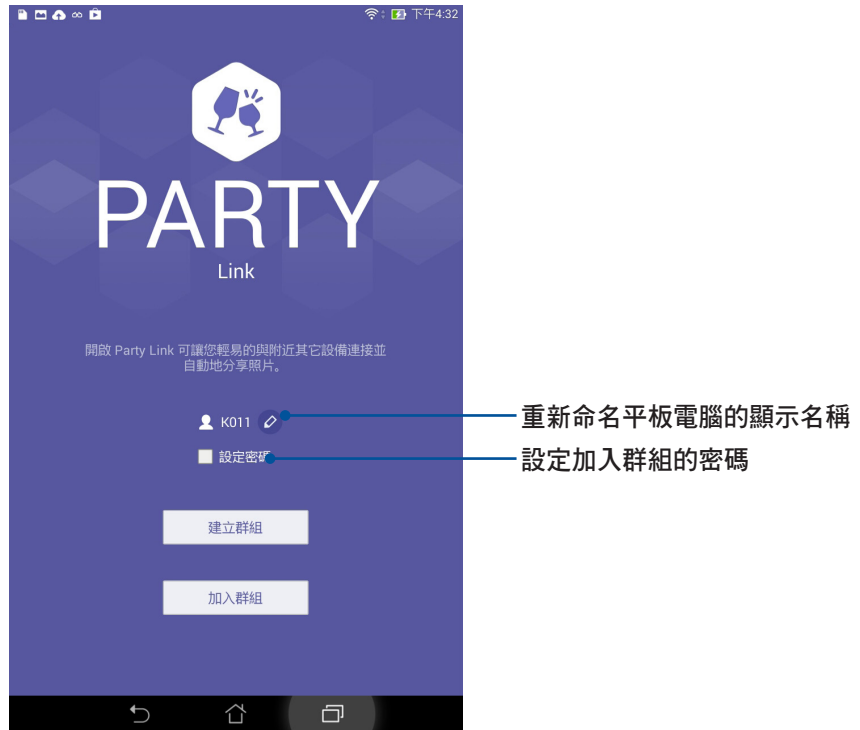 下午4:32
PARTY
Link
開啟 Party Link 可讓您輕易的與附近其它設備連接並
自動地分享照片。
K011
重新命名平板電腦的顯示名稱
設定密碼
設定加入群組的密碼
建立群組
加入群組